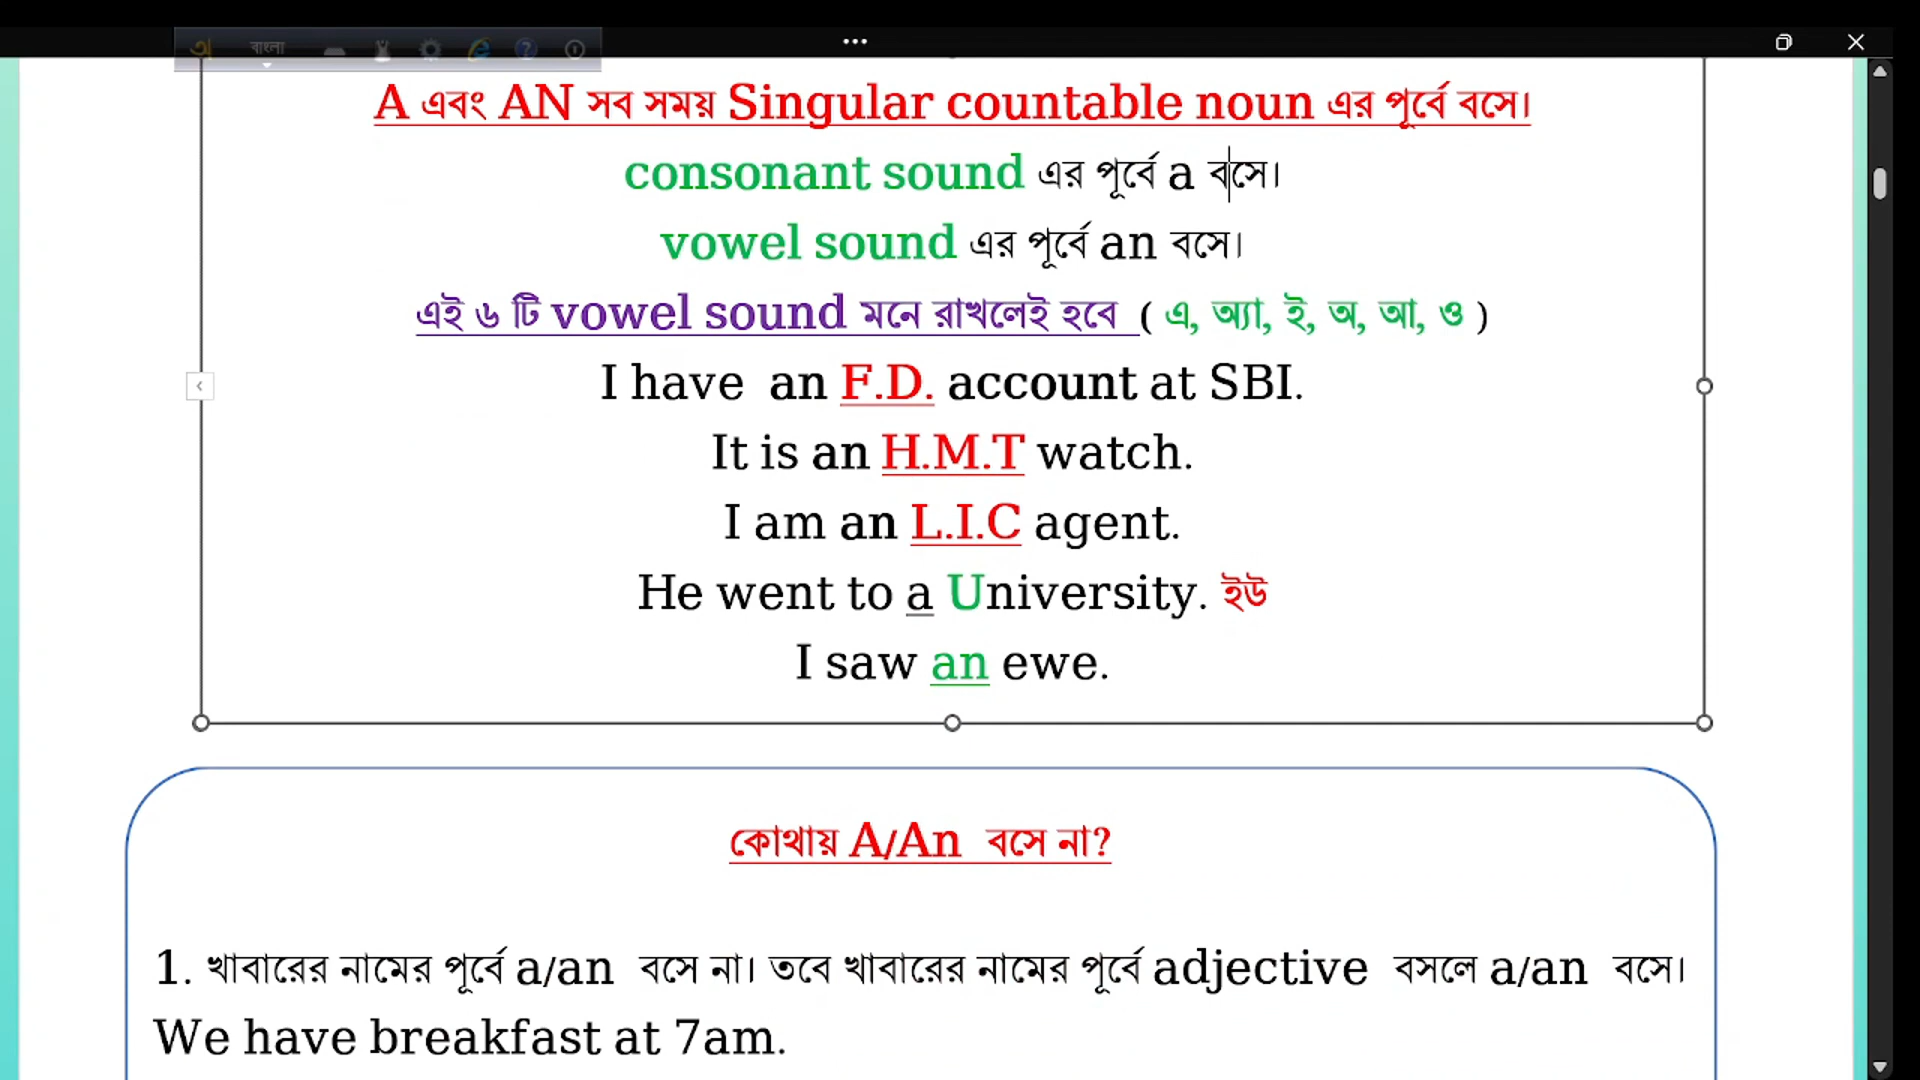 বাংলা
A এবং AN সব সময় Singular countable noun এর পূর্বে বসে।
consonant sound এর পূর্বে a বসে।
vowel sound এর পূর্বে an বসে।
এই ৬ টি vowel sound মনে রাখলেই হবে ( এ, অ্যা, ই, অ, আ, ও )
I have an F.D. account at SBI.
It is an H.M.T watch.
I am an L.I.C agent.
He went to a University. ইউ
I saw an ewe.
কোথায় A/An বসে না?
1. খাবারের নামের পূর্বে a/an বসে না। তবে খাবারের নামের পূর্বে adjective বসলে a/an বসে।
We have breakfast at 7am.